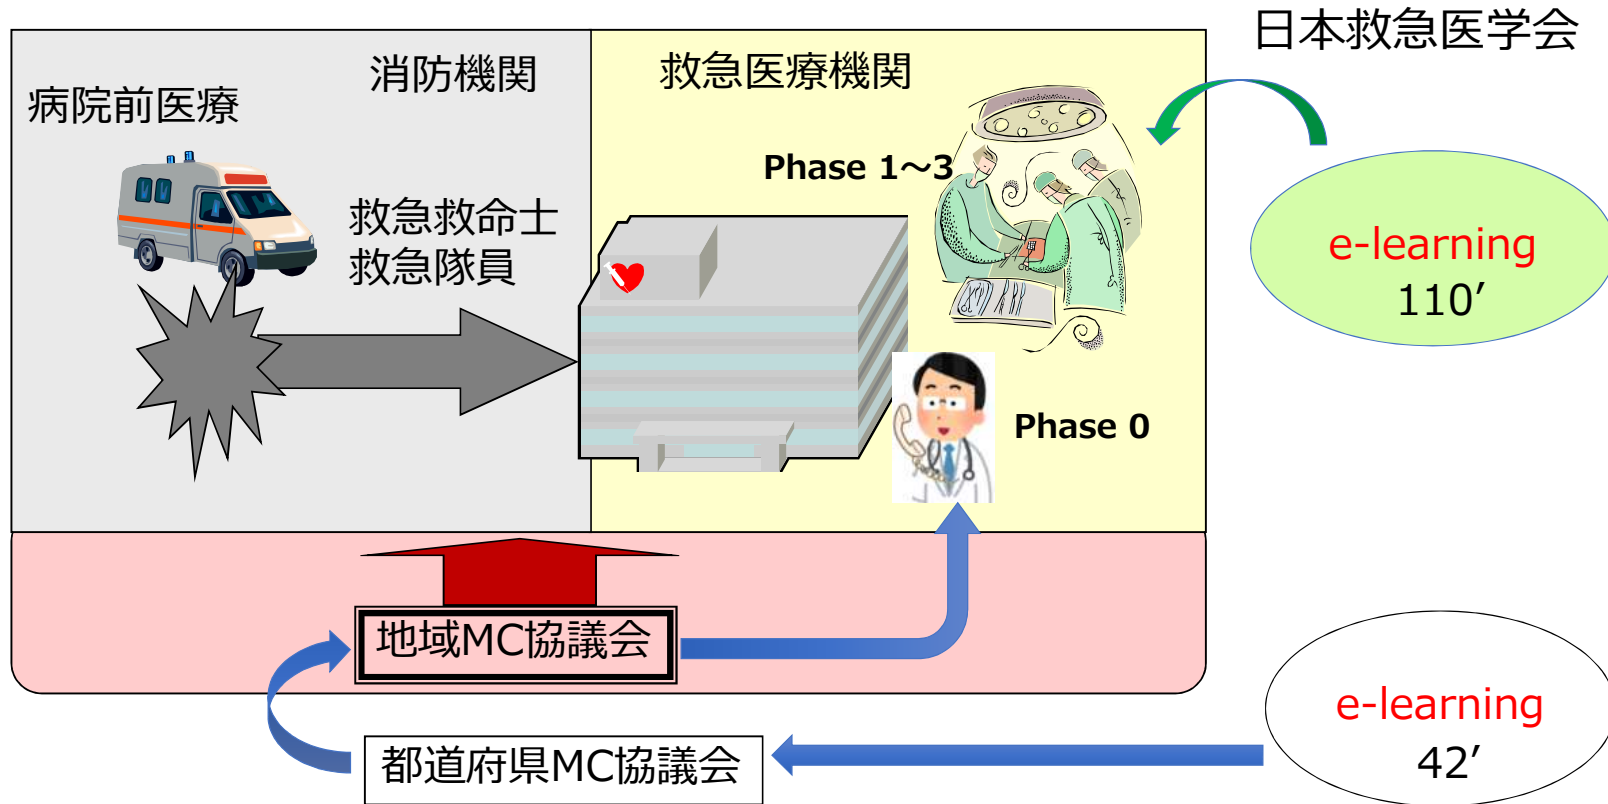 日本救急医学会
消防機関
救急医療機関
病院前医療
Phase 1～3
救急救命士
救急隊員
e-learning
110’
Phase 0
地域MC協議会
e-learning
42’
都道府県MC協議会